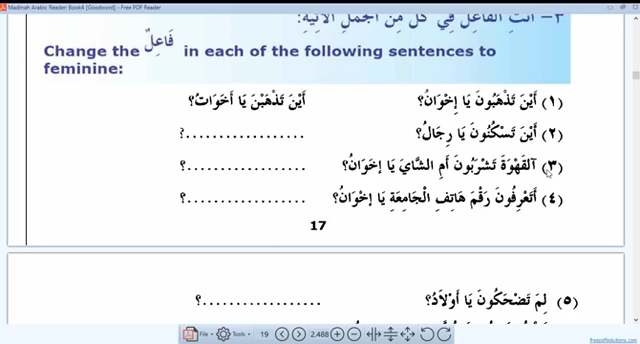 Madinah Arabic Reader: Book4 [Goodword] - Free PDF Reader
٣- أَنِّثِ الْفَاعِلَ فِي كُلٍّ مِنَ الْجُمَلِ الْآتِيَةِ:
Change the فَاعِلٌ in each of the following sentences to
feminine:
(١) أَيْنَ تَذْهَبُونَ يَا إِخْوَانُ؟ أَيْنَ تَذْهَبْنَ يَا أَخَوَاتُ؟
(٢) أَيْنَ تَسْكُنُونَ يَا رِجَالُ؟ ..................؟
(٣) آلقَهْوَةَ تَشْرَبُونَ أَمِ الشَّايَ يَا إِخَوَانُ؟ ..................؟
(٤) أَتَعْرِفُونَ رَقْمَ هَاتِفِ الْجَامِعَةِ يَا إِخْوَانُ؟ ..................؟
17
(٥) لِمَ تَضْحَكُونَ يَا أَوْلَادُ؟ ..................؟
File Tools 19 2.488
freepdfsolutions.com